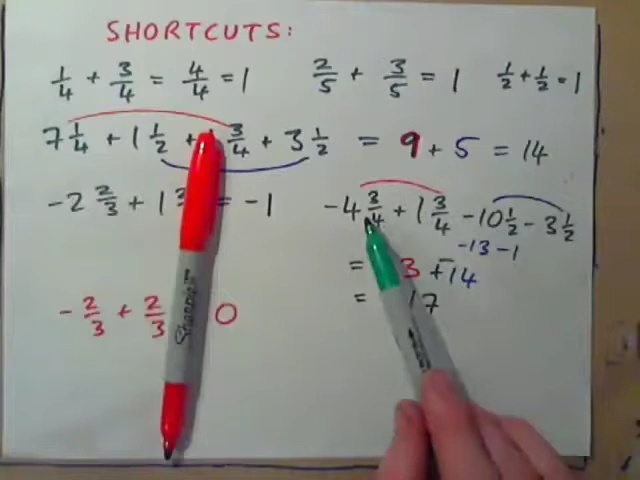 SHORTCUTS:
1/4 + 3/4 = 4/4 = 1
2/5 + 3/5 = 1
1/2 + 1/2 = 1
7 1/4 + 1 1/2 + 3/4 + 3 1/2 = 9 + 5 = 14
-2 2/3 + 1 = -1
-4 3/4 + 1 3/4 - 10 1/2 - 3 1/2
-13 -1
= 3 + -14
= 17
- 2/3 + 2/3 0
Sharpie